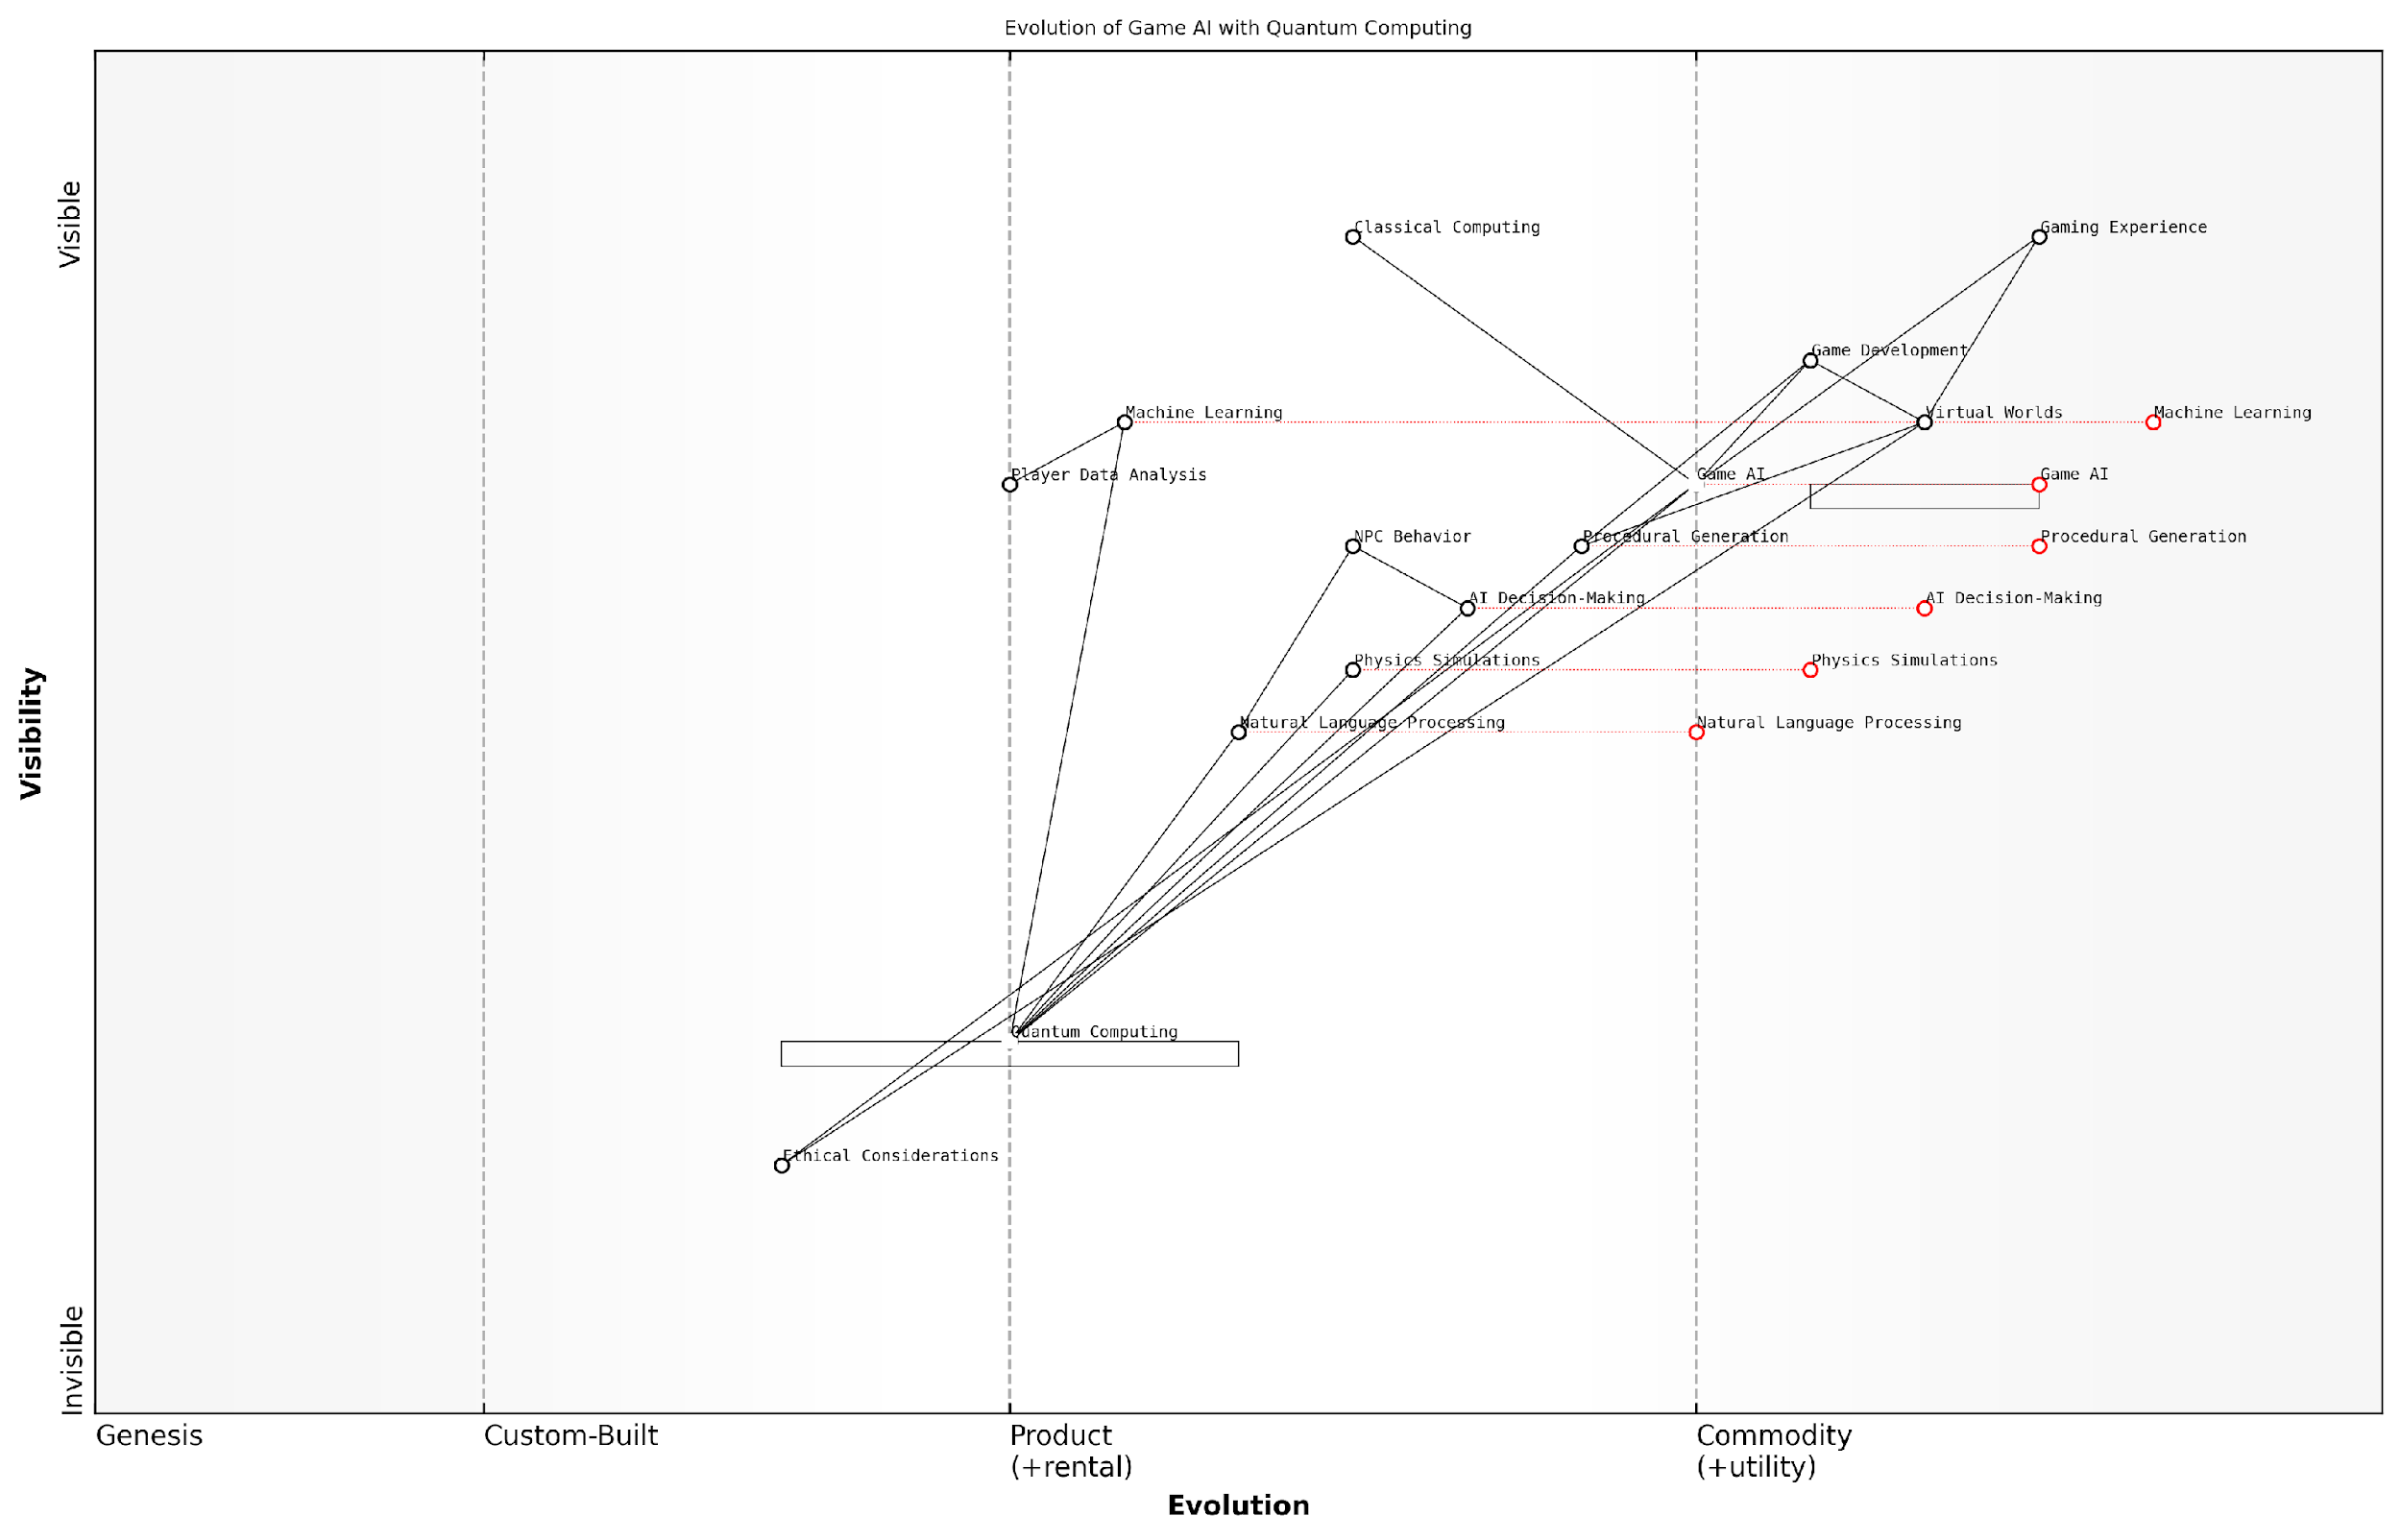 Evolution of Game AI with Quantum Computing
Visible
Classical Computing
Gaming Experience
Game Development
Machine Learning
Virtual Worlds
Machine Learning
Player Data Analysis
Game AI
Game AI
NPC Behavior
Procedural Generation
Procedural Generation
AI Decision-Making
AI Decision-Making
Physics Simulations
Physics Simulations
Natural Language Processing
Natural Language Processing
Visibility
Quantum Computing
Ethical Considerations
Invisible
Genesis
Custom-Built
Product
(+rental)
Commodity
(+utility)
Evolution